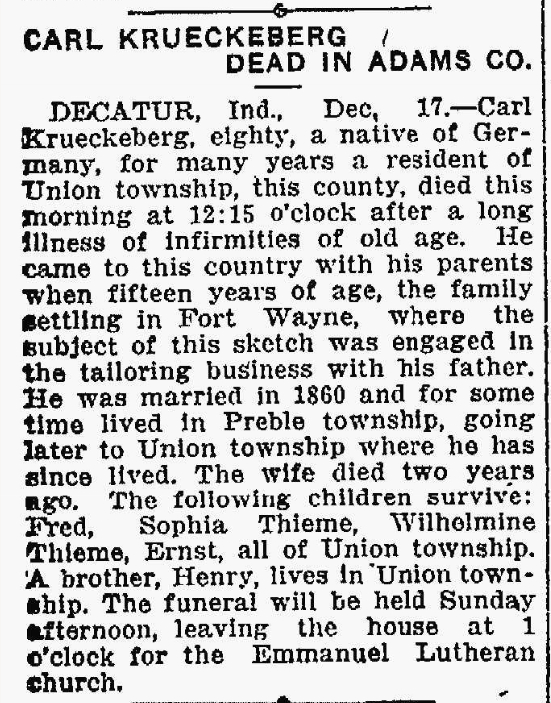 CARL KRUECKEBERG
DEAD IN ADAMS CO.
DECATUR, Ind., Dec, 17.—Carl
Krueckeberg, eighty, a native of Ger-
many, for many years a resident of
Union township, this county, died this
morning at 12:15 o'clock after a long
illness of infirmities of old age. He
came to this country with his parents
when fifteen years of age, the family
settling in Fort Wayne, where the
subject of this sketch was engaged in
the tailoring business with his father.
He was married in 1860 and for some
time lived in Preble township, going
later to Union township where he has
since lived. The wife died two years
ago. The following children survive:
Fred, Sophia Thieme, Wilhelmine
Thieme, Ernst, all of Union township.
A brother, Henry, lives in Union town-
ship. The funeral will be held Sunday
afternoon, leaving the house at 1
o'clock for the Emmanuel Lutheran
church.